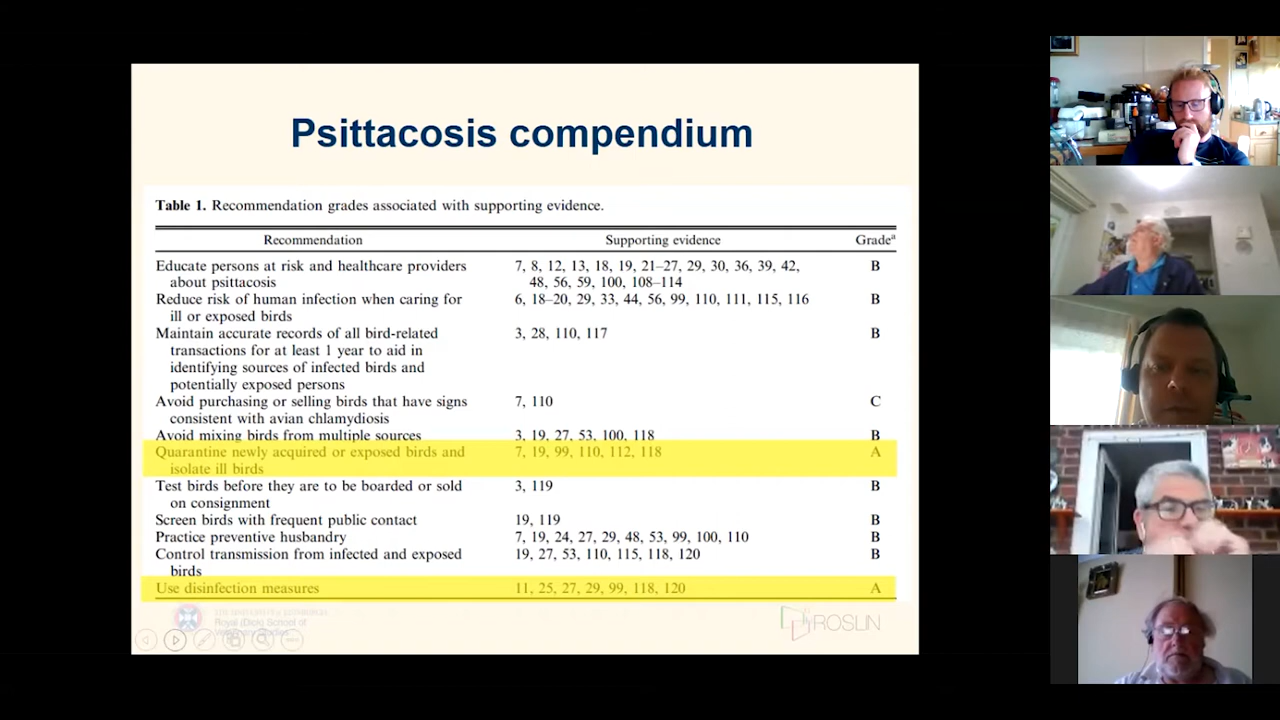 Psittacosis compendium
Table 1. Recommendation grades associated with supporting evidence.
Recommendation Supporting evidence Gradeᵃ
Educate persons at risk and healthcare providers 7, 8, 12, 13, 18, 19, 21–27, 29, 30, 36, 39, 42, B
about psittacosis 48, 56, 59, 100, 108–114
Reduce risk of human infection when caring for 6, 18–20, 29, 33, 44, 56, 99, 110, 111, 115, 116 B
ill or exposed birds
Maintain accurate records of all bird-related 3, 28, 110, 117 B
transactions for at least 1 year to aid in
identifying sources of infected birds and
potentially exposed persons
Avoid purchasing or selling birds that have signs 7, 110 C
consistent with avian chlamydiosis
Avoid mixing birds from multiple sources 3, 19, 27, 53, 100, 118 B
Quarantine newly acquired or exposed birds and 7, 19, 99, 110, 112, 118 A
isolate ill birds
Test birds before they are to be boarded or sold 3, 119 B
on consignment
Screen birds with frequent public contact 19, 119 B
Practice preventive husbandry 7, 19, 24, 27, 29, 48, 53, 99, 100, 110 B
Control transmission from infected and exposed 19, 27, 53, 110, 115, 118, 120 B
birds
Use disinfection measures 11, 25, 27, 29, 99, 118, 120 A
Royal (Dick) School of
ROSLIN